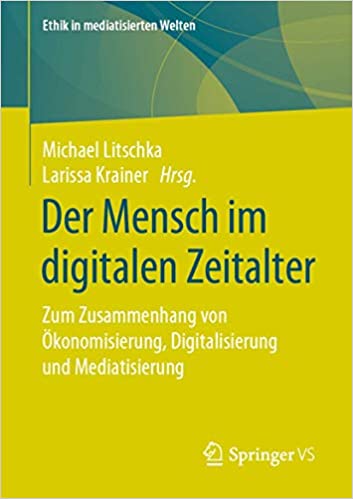 Ethik in mediatisierten Welten
Michael Litschka
Larissa Krainer Hrsg.
Der Mensch im
digitalen Zeitalter
Zum Zusammenhang von
Ökonomisierung, Digitalisierung
und Mediatisierung
Springer VS